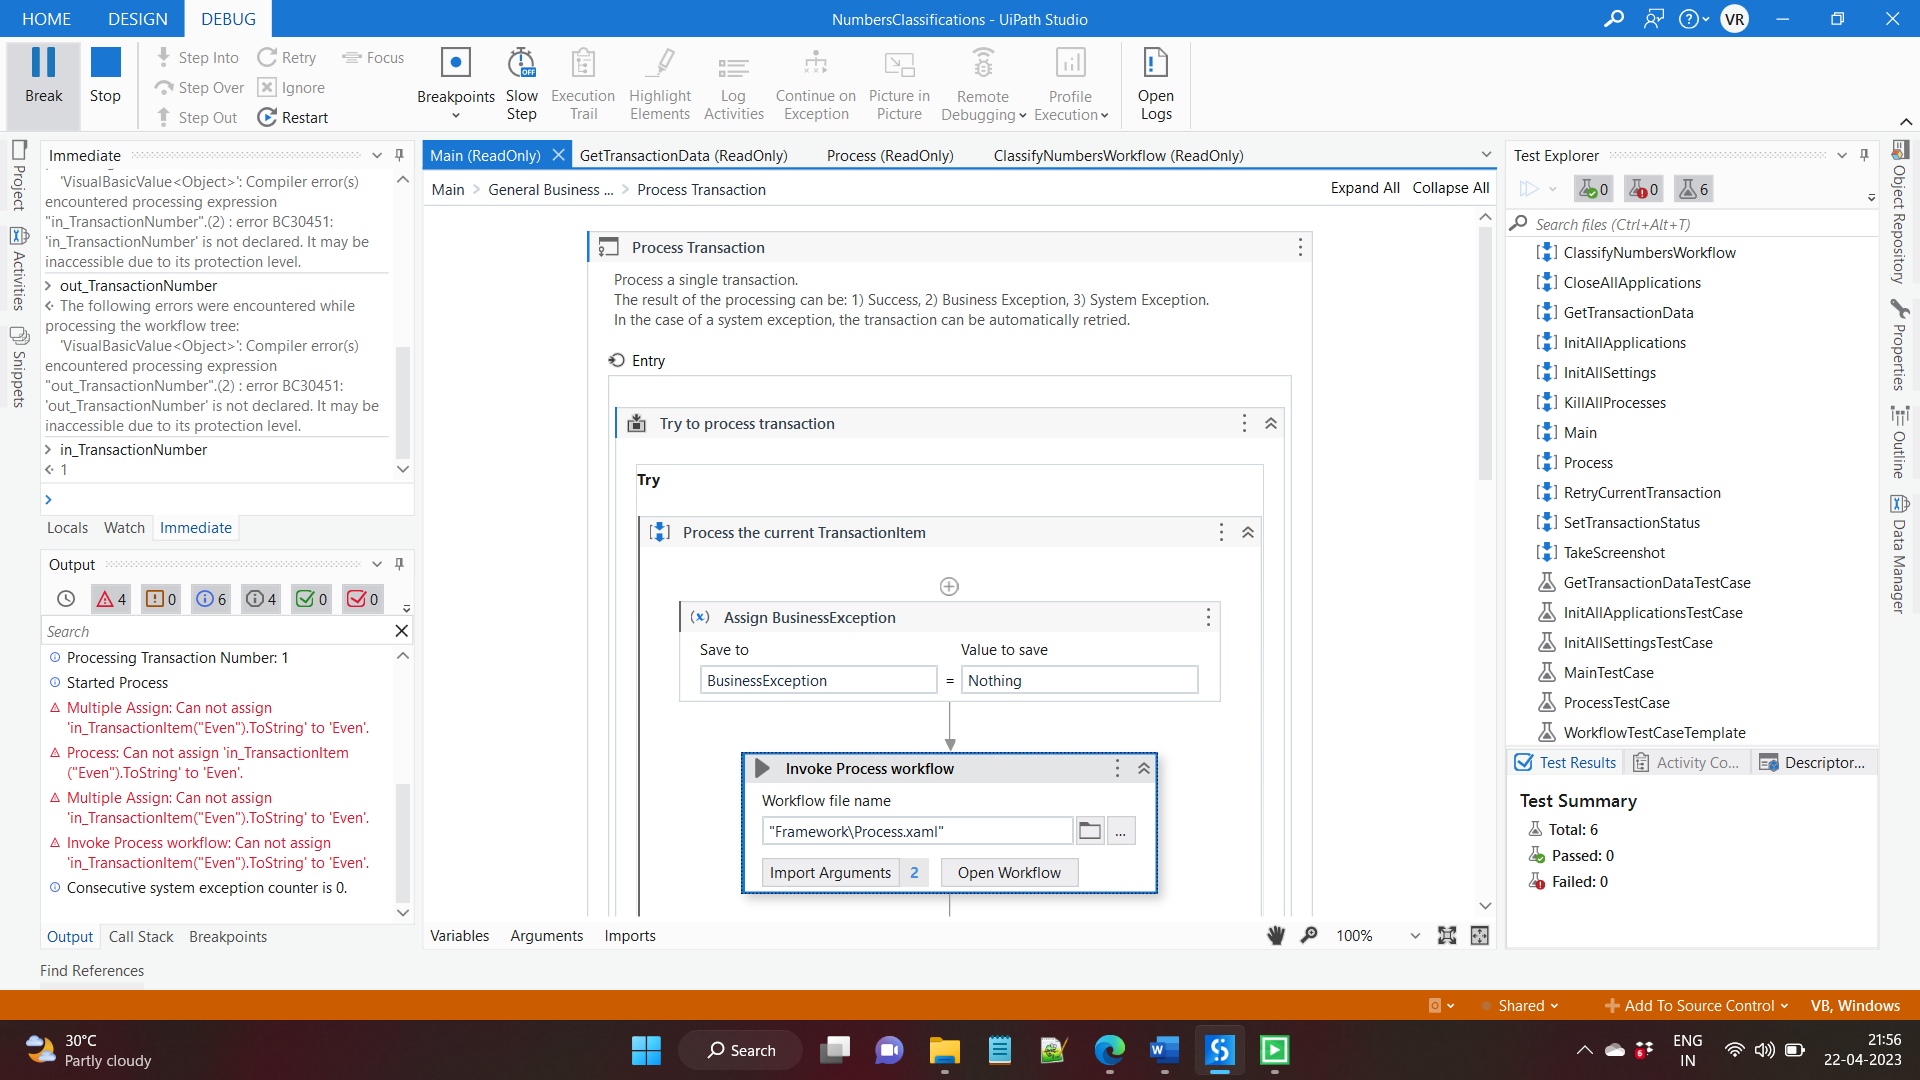 HOME DESIGN DEBUG
NumbersClassifications - UiPath Studio
VR
Break
Stop
Step Into
Step Over
Step Out
Retry
Ignore
Restart
Focus
Breakpoints
Slow Step
Execution Trail
Highlight Elements
Log Activities
Continue on Exception
Picture in Picture
Remote Debugging
Profile Execution
Open Logs
Project
Activities
Snippets
Immediate
'VisualBasicValue<Object>': Compiler error(s)
encountered processing expression
"in_TransactionNumber".(2) : error BC30451:
'in_TransactionNumber' is not declared. It may be
inaccessible due to its protection level.
out_TransactionNumber
The following errors were encountered while
processing the workflow tree:
'VisualBasicValue<Object>': Compiler error(s)
encountered processing expression
"out_TransactionNumber".(2) : error BC30451:
'out_TransactionNumber' is not declared. It may be
inaccessible due to its protection level.
in_TransactionNumber
1
Locals Watch Immediate
Output
4 0 6 4 0 0
Search
Processing Transaction Number: 1
Started Process
Multiple Assign: Can not assign
'in_TransactionItem("Even").ToString' to 'Even'.
Process: Can not assign 'in_TransactionItem
("Even").ToString' to 'Even'.
Multiple Assign: Can not assign
'in_TransactionItem("Even").ToString' to 'Even'.
Invoke Process workflow: Can not assign
'in_TransactionItem("Even").ToString' to 'Even'.
Consecutive system exception counter is 0.
Output Call Stack Breakpoints
Find References
Main (ReadOnly) GetTransactionData (ReadOnly) Process (ReadOnly) ClassifyNumbersWorkflow (ReadOnly)
Main > General Business ... > Process Transaction
Expand All Collapse All
Process Transaction
Process a single transaction.
The result of the processing can be: 1) Success, 2) Business Exception, 3) System Exception.
In the case of a system exception, the transaction can be automatically retried.
Entry
Try to process transaction
Try
Process the current TransactionItem
(x) Assign BusinessException
Save to Value to save
BusinessException = Nothing
Invoke Process workflow
Workflow file name
"Framework\Process.xaml" ...
Import Arguments 2 Open Workflow
Variables Arguments Imports
100%
Test Explorer
0 0 6
Search files (Ctrl+Alt+T)
ClassifyNumbersWorkflow
CloseAllApplications
GetTransactionData
InitAllApplications
InitAllSettings
KillAllProcesses
Main
Process
RetryCurrentTransaction
SetTransactionStatus
TakeScreenshot
GetTransactionDataTestCase
InitAllApplicationsTestCase
InitAllSettingsTestCase
MainTestCase
ProcessTestCase
WorkflowTestCaseTemplate
Test Results Activity Co... Descriptor...
Test Summary
Total: 6
Passed: 0
Failed: 0
Object Repository
Properties
Outline
Data Manager
Shared Add To Source Control VB, Windows
30°C
Partly cloudy
Search
ENG
IN
21:56
22-04-2023